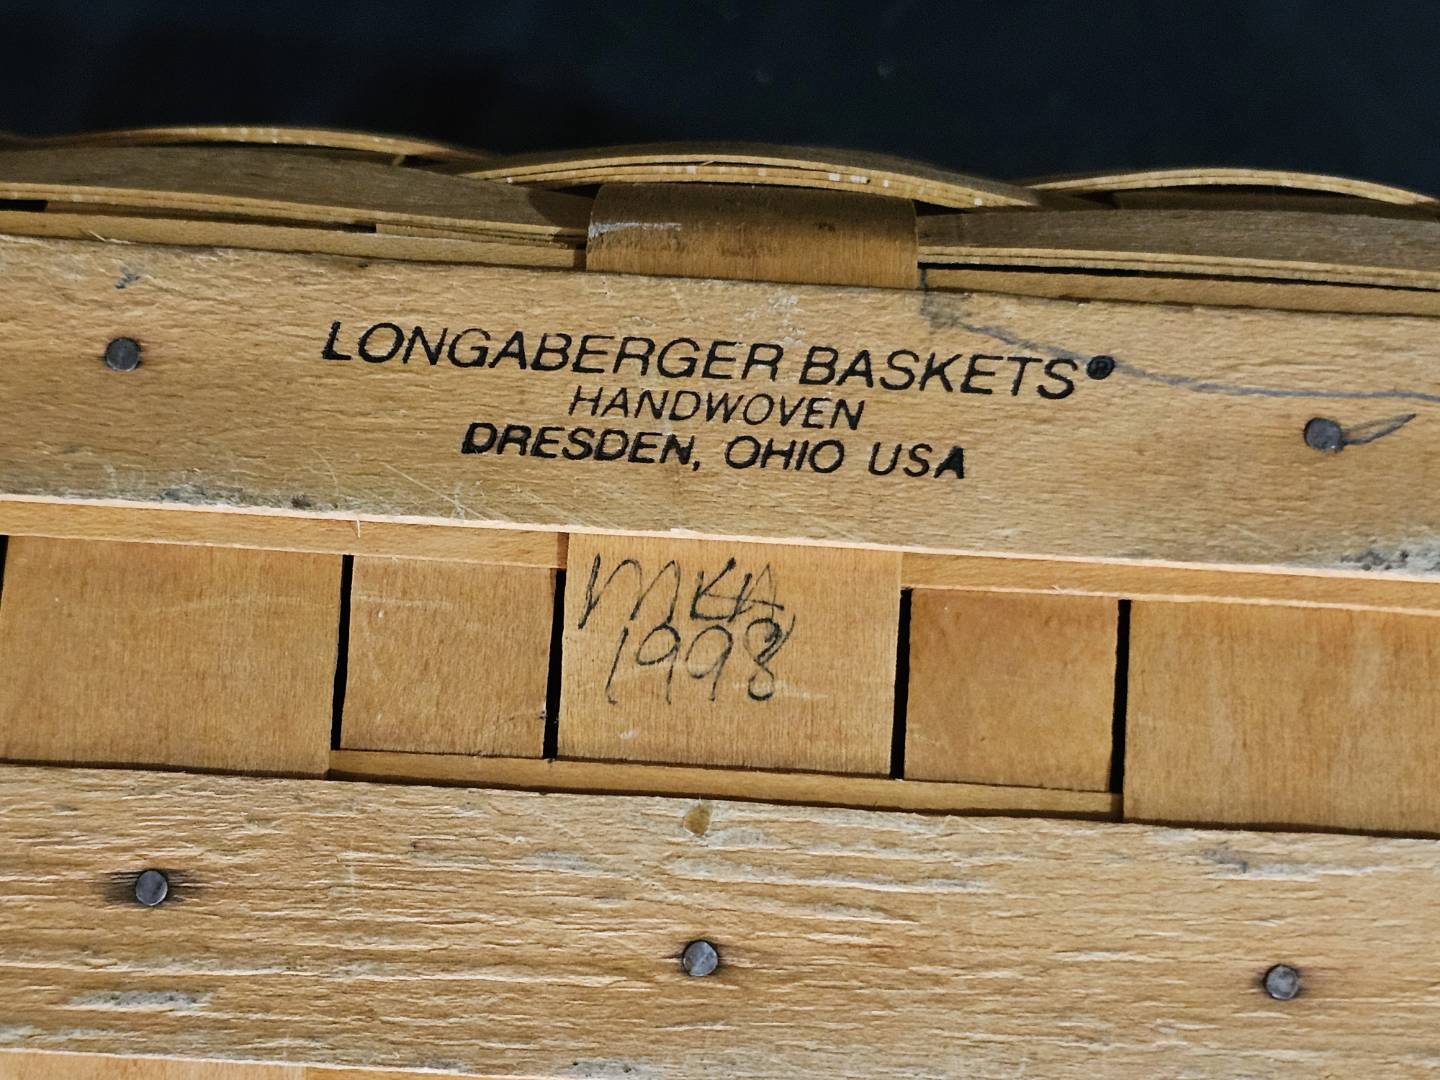 LONGABERGER BASKETS®
HANDWOVEN
DRESDEN, OHIO USA
MKA
1998